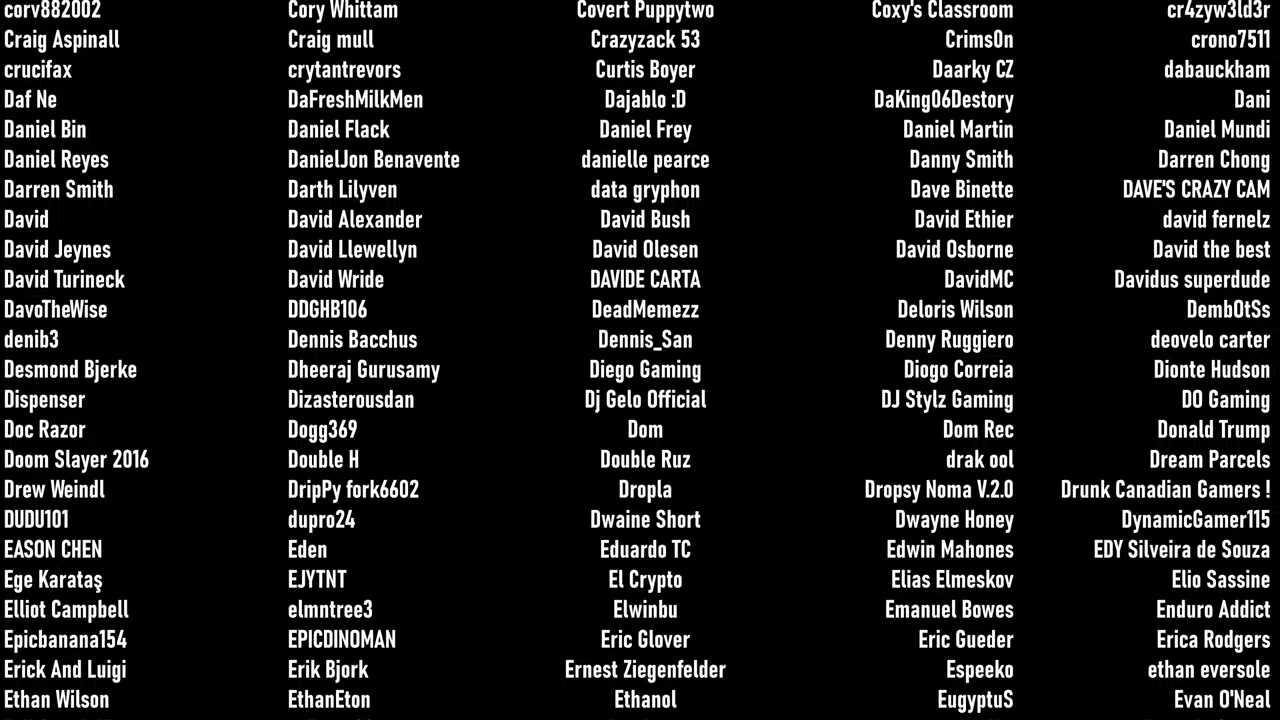 corv882002 Cory Whittam Covert Puppytwo Coxy's Classroom cr4zyw3ld3r
Craig Aspinall Craig mull Crazyzack 53 Crims0n crono7511
crucifax crytantrevors Curtis Boyer Daarky CZ dabauckham
Daf Ne DaFreshMilkMen Dajablo :D DaKing06Destory Dani
Daniel Bin Daniel Flack Daniel Frey Daniel Martin Daniel Mundi
Daniel Reyes DanielJon Benavente danielle pearce Danny Smith Darren Chong
Darren Smith Darth Lilyven data gryphon Dave Binette DAVE'S CRAZY CAM
David David Alexander David Bush David Ethier david fernelz
David Jeynes David Llewellyn David Olesen David Osborne David the best
David Turineck David Wride DAVIDE CARTA DavidMC Davidus superdude
DavoTheWise DDGHB106 DeadMemezz Deloris Wilson Demb0tSs
denib3 Dennis Bacchus Dennis_San Denny Ruggiero deovelo carter
Desmond Bjerke Dheeraj Gurusamy Diego Gaming Diogo Correia Dionte Hudson
Dispenser Dizasterousdan Dj Gelo Official DJ Stylz Gaming DO Gaming
Doc Razor Dogg369 Dom Dom Rec Donald Trump
Doom Slayer 2016 Double H Double Ruz drak ool Dream Parcels
Drew Weindl DripPy fork6602 Dropla Dropsy Noma V.2.0 Drunk Canadian Gamers !
DUDU101 dupro24 Dwaine Short Dwayne Honey DynamicGamer115
EASON CHEN Eden Eduardo TC Edwin Mahones EDY Silveira de Souza
Ege Karataş EJYTNT El Crypto Elias Elmeskov Elio Sassine
Elliot Campbell elmntree3 Elwinbu Emanuel Bowes Enduro Addict
Epicbanana154 EPICDINOMAN Eric Glover Eric Gueder Erica Rodgers
Erick And Luigi Erik Bjork Ernest Ziegenfelder Espeeko ethan eversole
Ethan Wilson EthanEton Ethanol EugyptuS Evan O'Neal